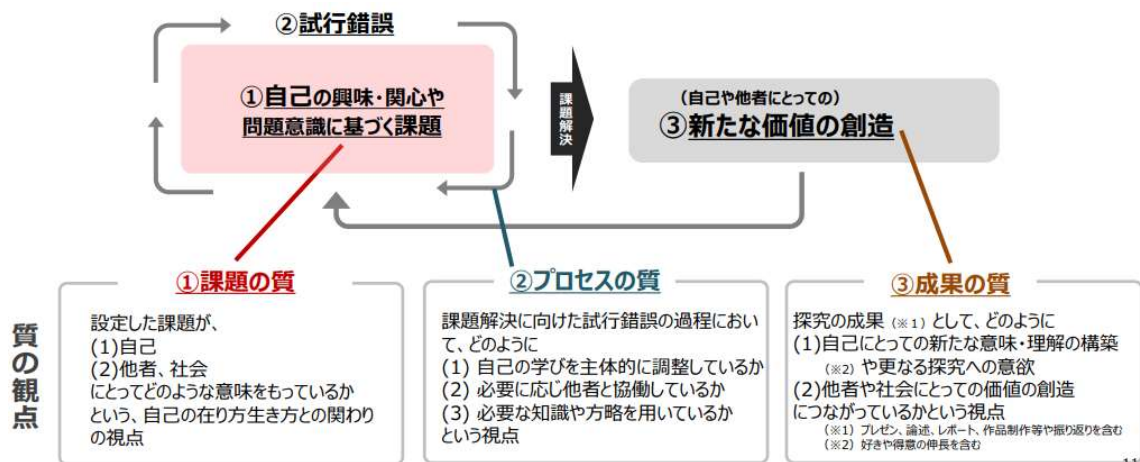 ②試行錯誤
①自己の興味・関心や
問題意識に基づく課題
課題解決
(自己や他者にとっての)
③新たな価値の創造
質の観点
①課題の質
設定した課題が、
(1)自己
(2)他者、社会
にとってどのような意味をもっているか
という、自己の在り方生き方との関わり
の視点
②プロセスの質
課題解決に向けた試行錯誤の過程におい
て、どのように
(1) 自己の学びを主体的に調整しているか
(2) 必要に応じ他者と協働しているか
(3) 必要な知識や方略を用いているか
という視点
③成果の質
探究の成果（※1）として、どのように
(1)自己にとっての新たな意味・理解の構築
（※2）や更なる探究への意欲
(2)他者や社会にとっての価値の創造
につながっているかという視点
（※1）プレゼン、論述、レポート、作品制作等や振り返りを含む
（※2）好きや得意の伸長を含む